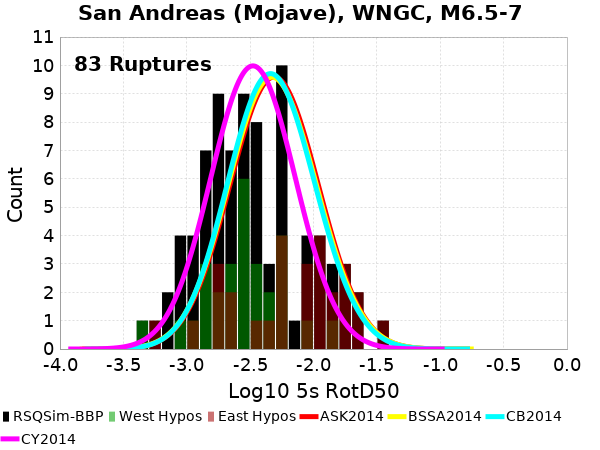 San Andreas (Mojave), WNGC, M6.5-7
83 Ruptures
Count
11
10
9
8
7
6
5
4
3
2
1
0
-4.0 -3.5 -3.0 -2.5 -2.0 -1.5 -1.0 -0.5 0.0
Log10 5s RotD50
RSQSim-BBP West Hypos East Hypos ASK2014 BSSA2014 CB2014
CY2014